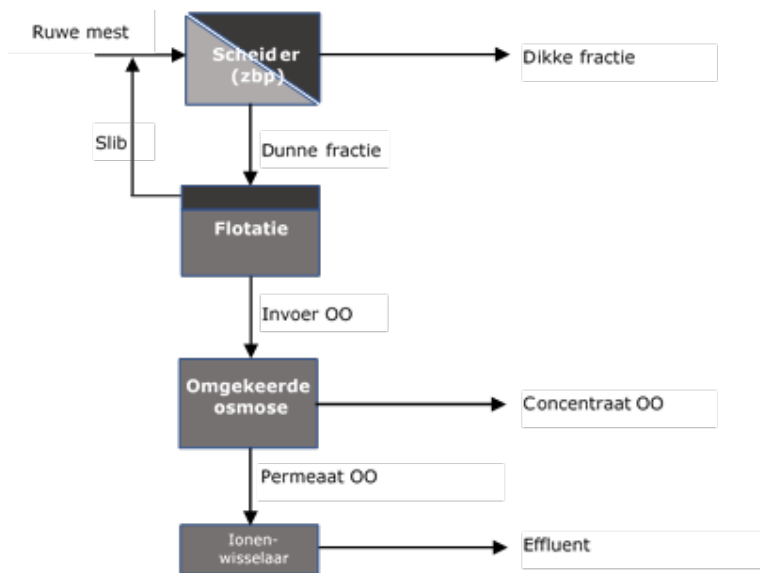 Ruwe mest
Scheider
(zbp)
Dikke fractie
Slib
Dunne fractie
Flotatie
Invoer OO
Omgekeerde
osmose
Concentraat OO
Permeaat OO
Ionen-
wisselaar
Effluent